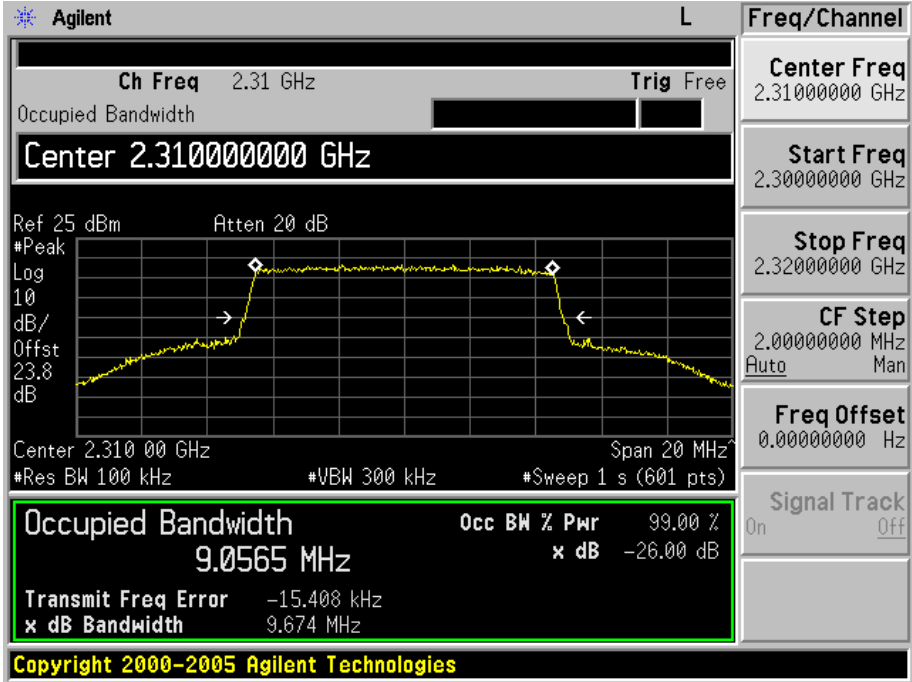 Agilent L Freq/Channel
Ch Freq 2.31 GHz Trig Free
Occupied Bandwidth
Center 2.310000000 GHz
Ref 25 dBm Atten 20 dB
#Peak
Log
10
dB/
Offst
23.8
dB
Center 2.310 00 GHz Span 20 MHz^
#Res BW 100 kHz #VBW 300 kHz #Sweep 1 s (601 pts)
Occupied Bandwidth Occ BW % Pwr 99.00 %
9.0565 MHz x dB -26.00 dB
Transmit Freq Error -15.408 kHz
x dB Bandwidth 9.674 MHz
Copyright 2000-2005 Agilent Technologies
Center Freq
2.31000000 GHz
Start Freq
2.30000000 GHz
Stop Freq
2.32000000 GHz
CF Step
2.00000000 MHz
Auto Man
Freq Offset
0.00000000 Hz
Signal Track
On Off